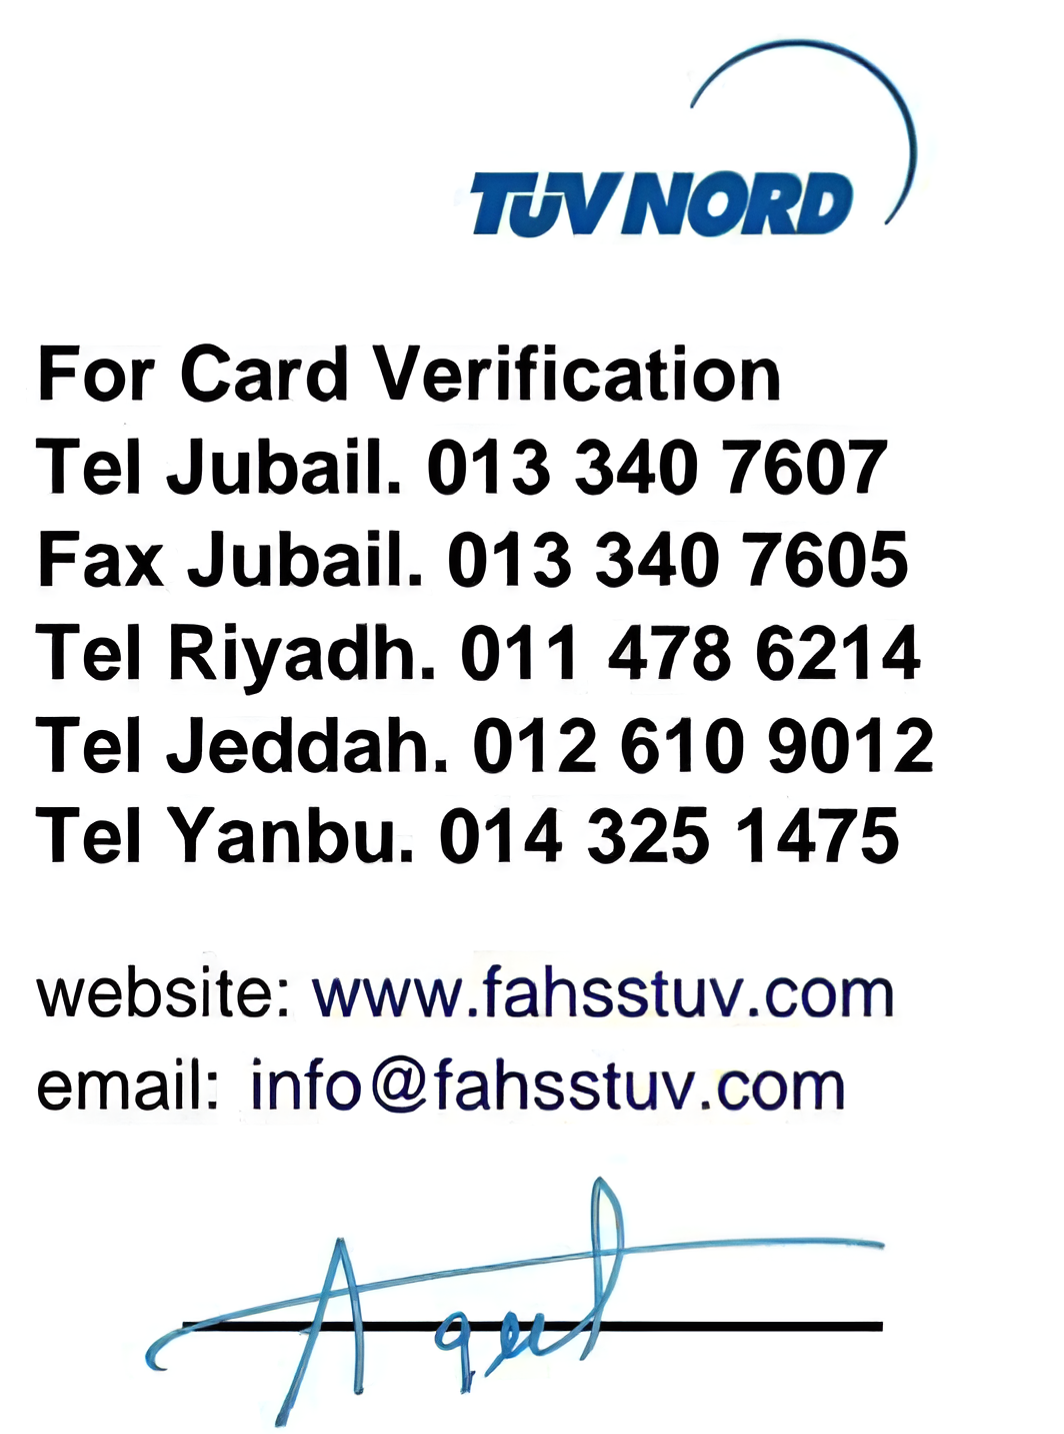 TÜV NORD
For Card Verification
Tel Jubail. 013 340 7607
Fax Jubail. 013 340 7605
Tel Riyadh. 011 478 6214
Tel Jeddah. 012 610 9012
Tel Yanbu. 014 325 1475
website: www.fahsstuv.com
email: info@fahsstuv.com